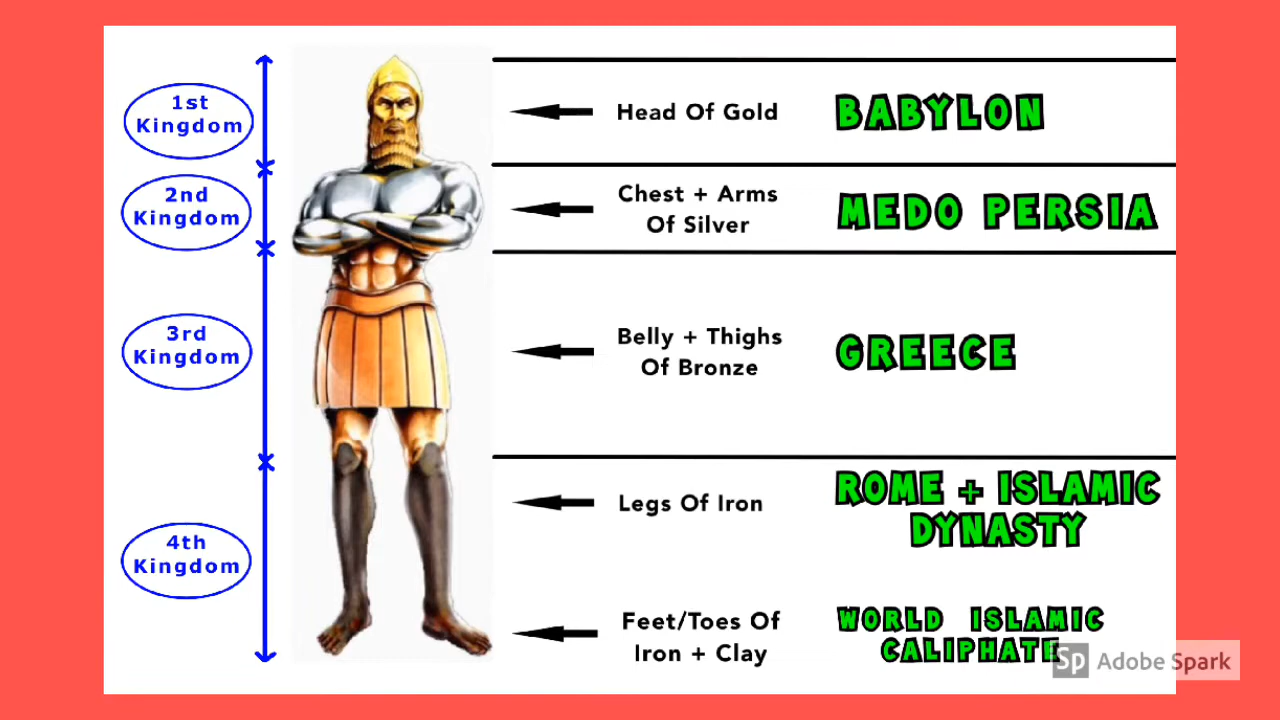 1st
Kingdom
Head Of Gold
BABYLON
2nd
Kingdom
Chest + Arms
Of Silver
MEDO PERSIA
3rd
Kingdom
Belly + Thighs
Of Bronze
GREECE
4th
Kingdom
Legs Of Iron
ROME + ISLAMIC
DYNASTY
Feet/Toes Of
Iron + Clay
WORLD ISLAMIC
CALIPHATE
Sp Adobe Spark